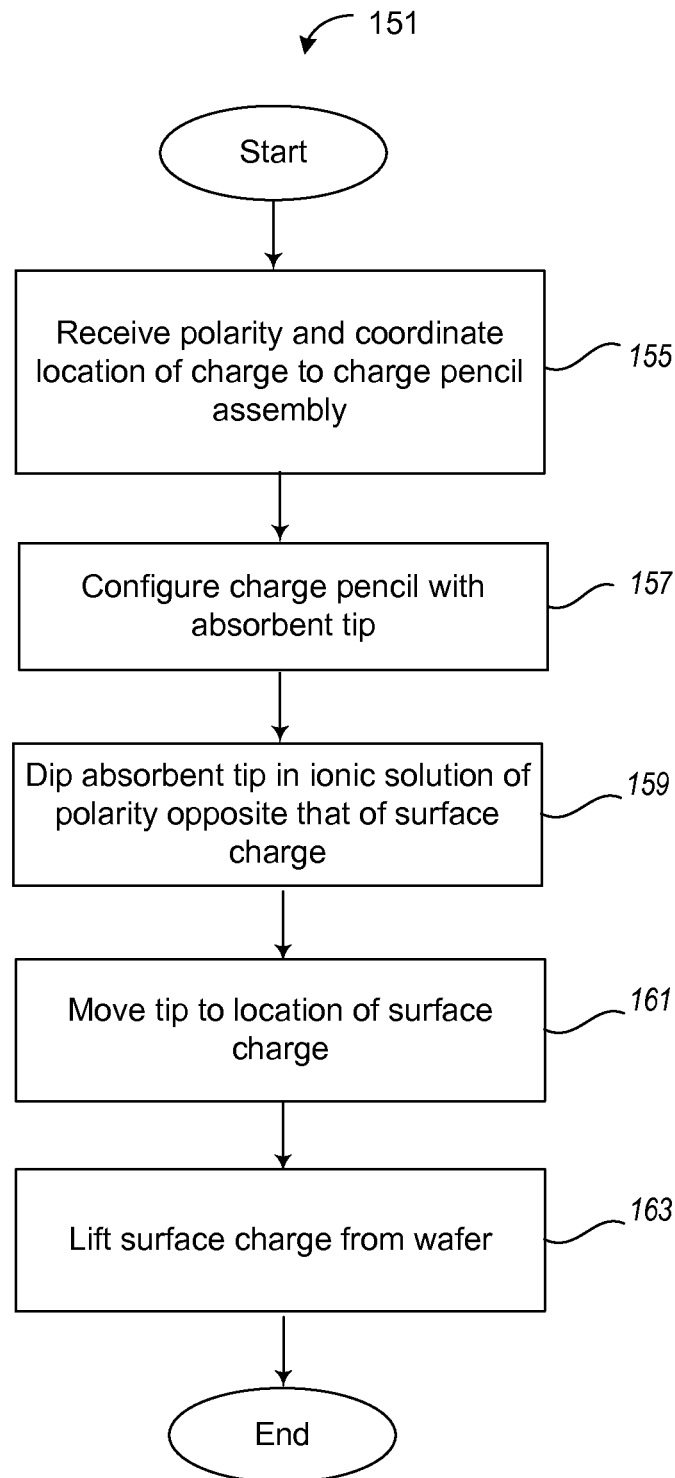 151
Start
Receive polarity and coordinate
location of charge to charge pencil
assembly
155
Configure charge pencil with
absorbent tip
157
Dip absorbent tip in ionic solution of
polarity opposite that of surface
charge
159
Move tip to location of surface
charge
161
Lift surface charge from wafer
163
End